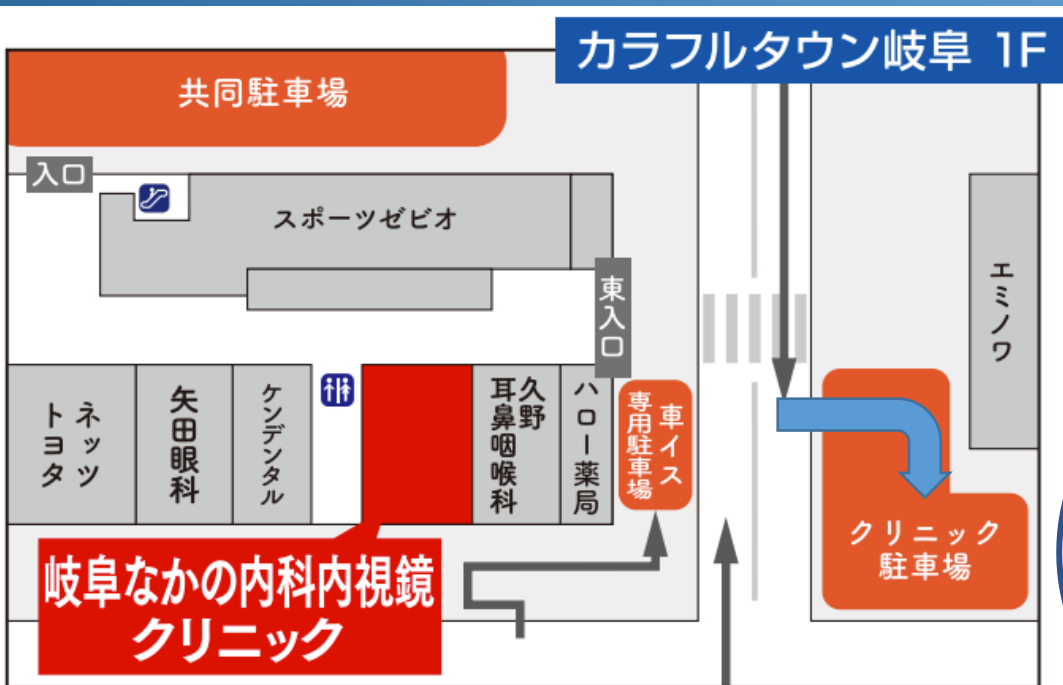 カラフルタウン岐阜 1F
共同駐車場
入口
スポーツゼビオ
東入口
エミノワ
ネッツ
トヨタ
矢田眼科
ケンデンタル
久野
耳鼻咽喉科
ハロー薬局
車イス
専用駐車場
クリニック
駐車場
岐阜なかの内科内視鏡
クリニック